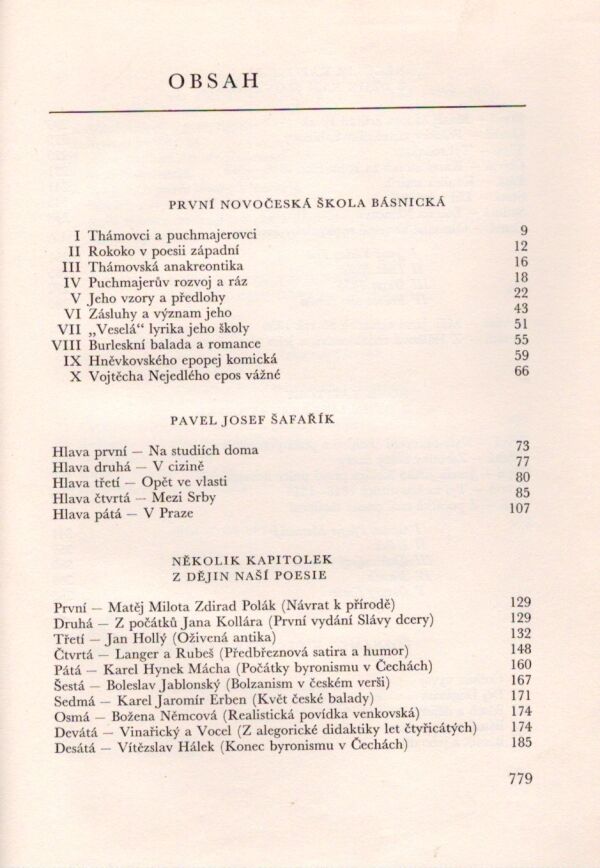 OBSAH
PRVNÍ NOVOČESKÁ ŠKOLA BÁSNICKÁ
I Thámovci a puchmajerovci 9
II Rokoko v poesii západní 12
III Thámovská anakreontika 16
IV Puchmajerův rozvoj a ráz 18
V Jeho vzory a předlohy 22
VI Zásluhy a význam jeho 43
VII „Veselá“ lyrika jeho školy 51
VIII Burleskní balada a romance 55
IX Hněvkovského epopej komická 59
X Vojtěcha Nejedlého epos vážné 66
PAVEL JOSEF ŠAFAŘÍK
Hlava první — Na studiích doma 73
Hlava druhá — V cizině 77
Hlava třetí — Opět ve vlasti 80
Hlava čtvrtá — Mezi Srby 85
Hlava pátá — V Praze 107
NĚKOLIK KAPITOLEK
Z DĚJIN NAŠÍ POESIE
První — Matěj Milota Zdirad Polák (Návrat k přírodě) 129
Druhá — Z počátků Jana Kollára (První vydání Slávy dcery) 129
Třetí — Jan Hollý (Oživená antika) 132
Čtvrtá — Langer a Rubeš (Předbřeznová satira a humor) 148
Pátá — Karel Hynek Mácha (Počátky byronismu v Čechách) 160
Šestá — Boleslav Jablonský (Bolzanism v českém verši) 167
Sedmá — Karel Jaromír Erben (Květ české balady) 171
Osmá — Božena Němcová (Realistická povídka venkovská) 174
Devátá — Vinařický a Vocel (Z alegorické didaktiky let čtyřicátých) 174
Desátá — Vítězslav Hálek (Konec byronismu v Čechách) 185
779